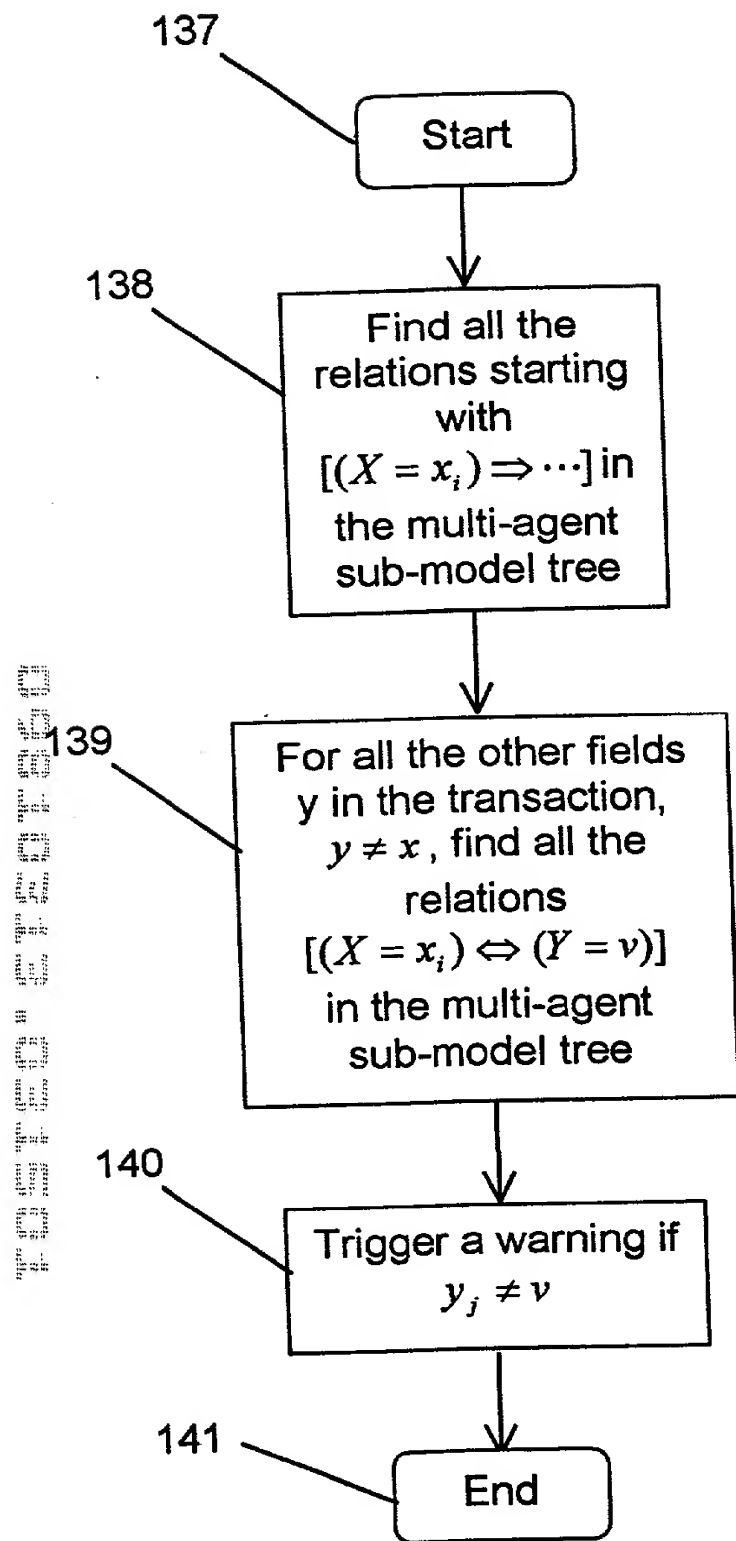 137
Start
138
Find all the
relations starting
with
[(X = x_i) ⇒ ⋯] in
the multi-agent
sub-model tree
139
For all the other fields
y in the transaction,
y ≠ x , find all the
relations
[(X = x_i) ⇔ (Y = v)]
in the multi-agent
sub-model tree
140
Trigger a warning if
y_j ≠ v
141
End